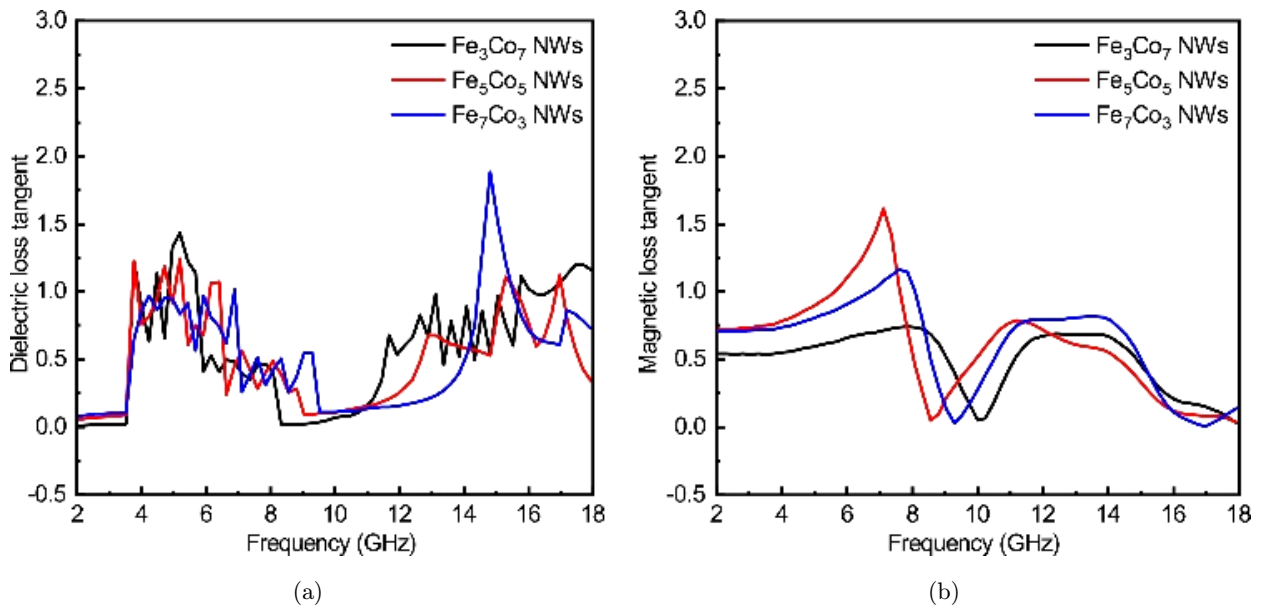 3.0
2.5
2.0
1.5
1.0
0.5
0.0
-0.5
Dielectric loss tangent
Fe3Co7 NWs
Fe5Co5 NWs
Fe7Co3 NWs
2 4 6 8 10 12 14 16 18
Frequency (GHz)
(a)
3.0
2.5
2.0
1.5
1.0
0.5
0.0
-0.5
Magnetic loss tangent
Fe3Co7 NWs
Fe5Co5 NWs
Fe7Co3 NWs
2 4 6 8 10 12 14 16 18
Frequency (GHz)
(b)